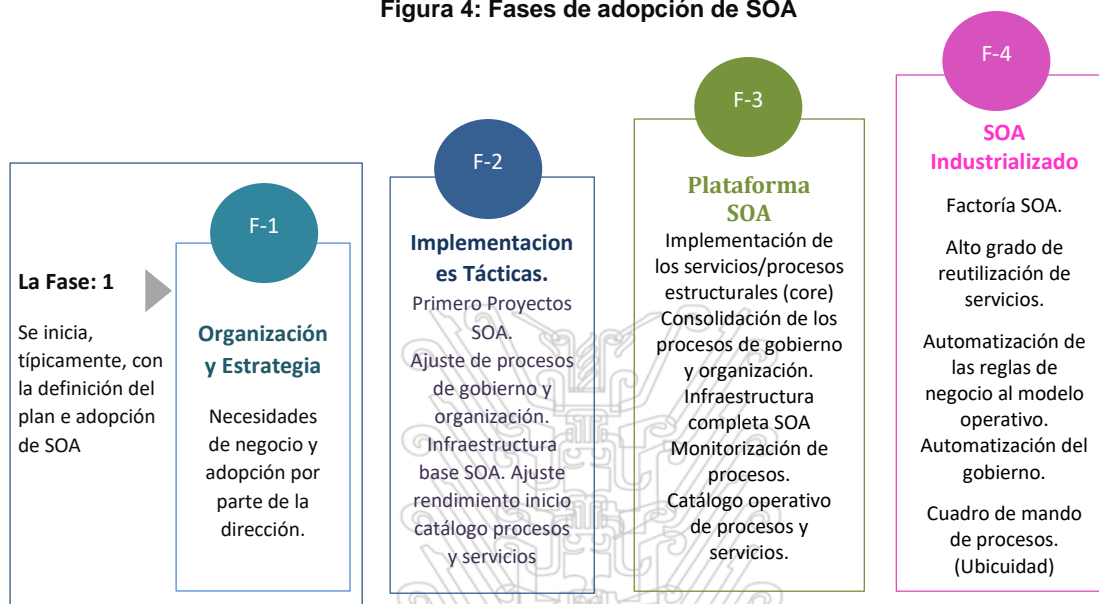 Figura 4: Fases de adopción de SOA
La Fase: 1
Se inicia,
típicamente, con
la definición del
plan e adopción
de SOA
F-1
Organización
y Estrategia
Necesidades
de negocio y
adopción por
parte de la
dirección.
F-2
Implementacion
es Tácticas.
Primero Proyectos
SOA.
Ajuste de procesos
de gobierno y
organización.
Infraestructura
base SOA. Ajuste
rendimiento inicio
catálogo procesos
y servicios
F-3
Plataforma
SOA
Implementación de
los servicios/procesos
estructurales (core)
Consolidación de los
procesos de gobierno
y organización.
Infraestructura
completa SOA
Monitorización de
procesos.
Catálogo operativo
de procesos y
servicios.
F-4
SOA
Industrializado
Factoría SOA.
Alto grado de
reutilización de
servicios.
Automatización de
las reglas de
negocio al modelo
operativo.
Automatización del
gobierno.
Cuadro de mando
de procesos.
(Ubicuidad)